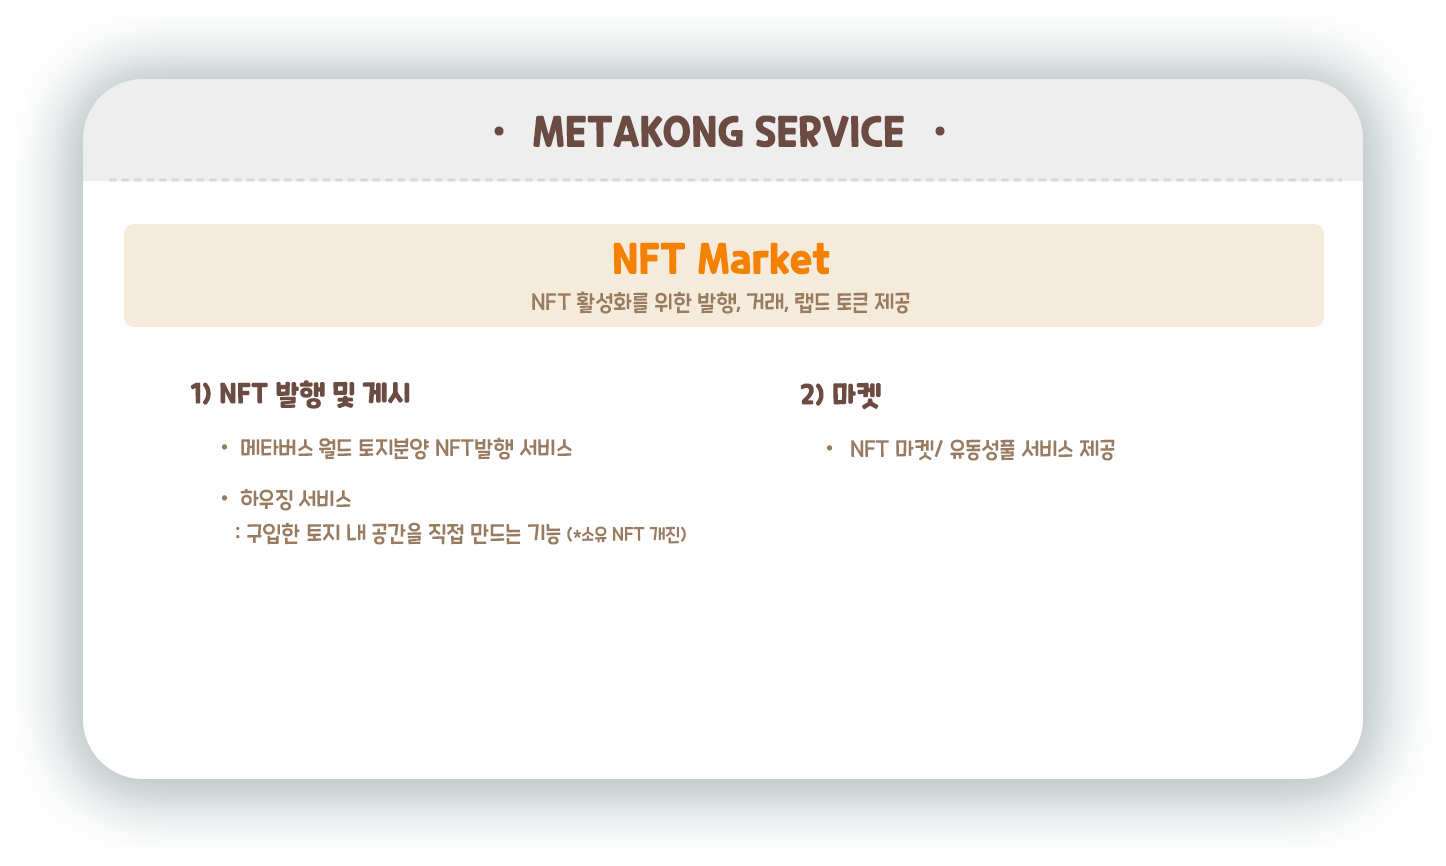 • METAKONG SERVICE •
NFT Market
NFT 활성화를 위한 발행, 거래, 랩드 토큰 제공
1) NFT 발행 및 게시
• 메타버스 월드 토지분양 NFT발행 서비스
• 하우징 서비스
: 구입한 토지 내 공간을 직접 만드는 기능 (*소유 NFT 개진)
2) 마켓
• NFT 마켓/ 유동성풀 서비스 제공